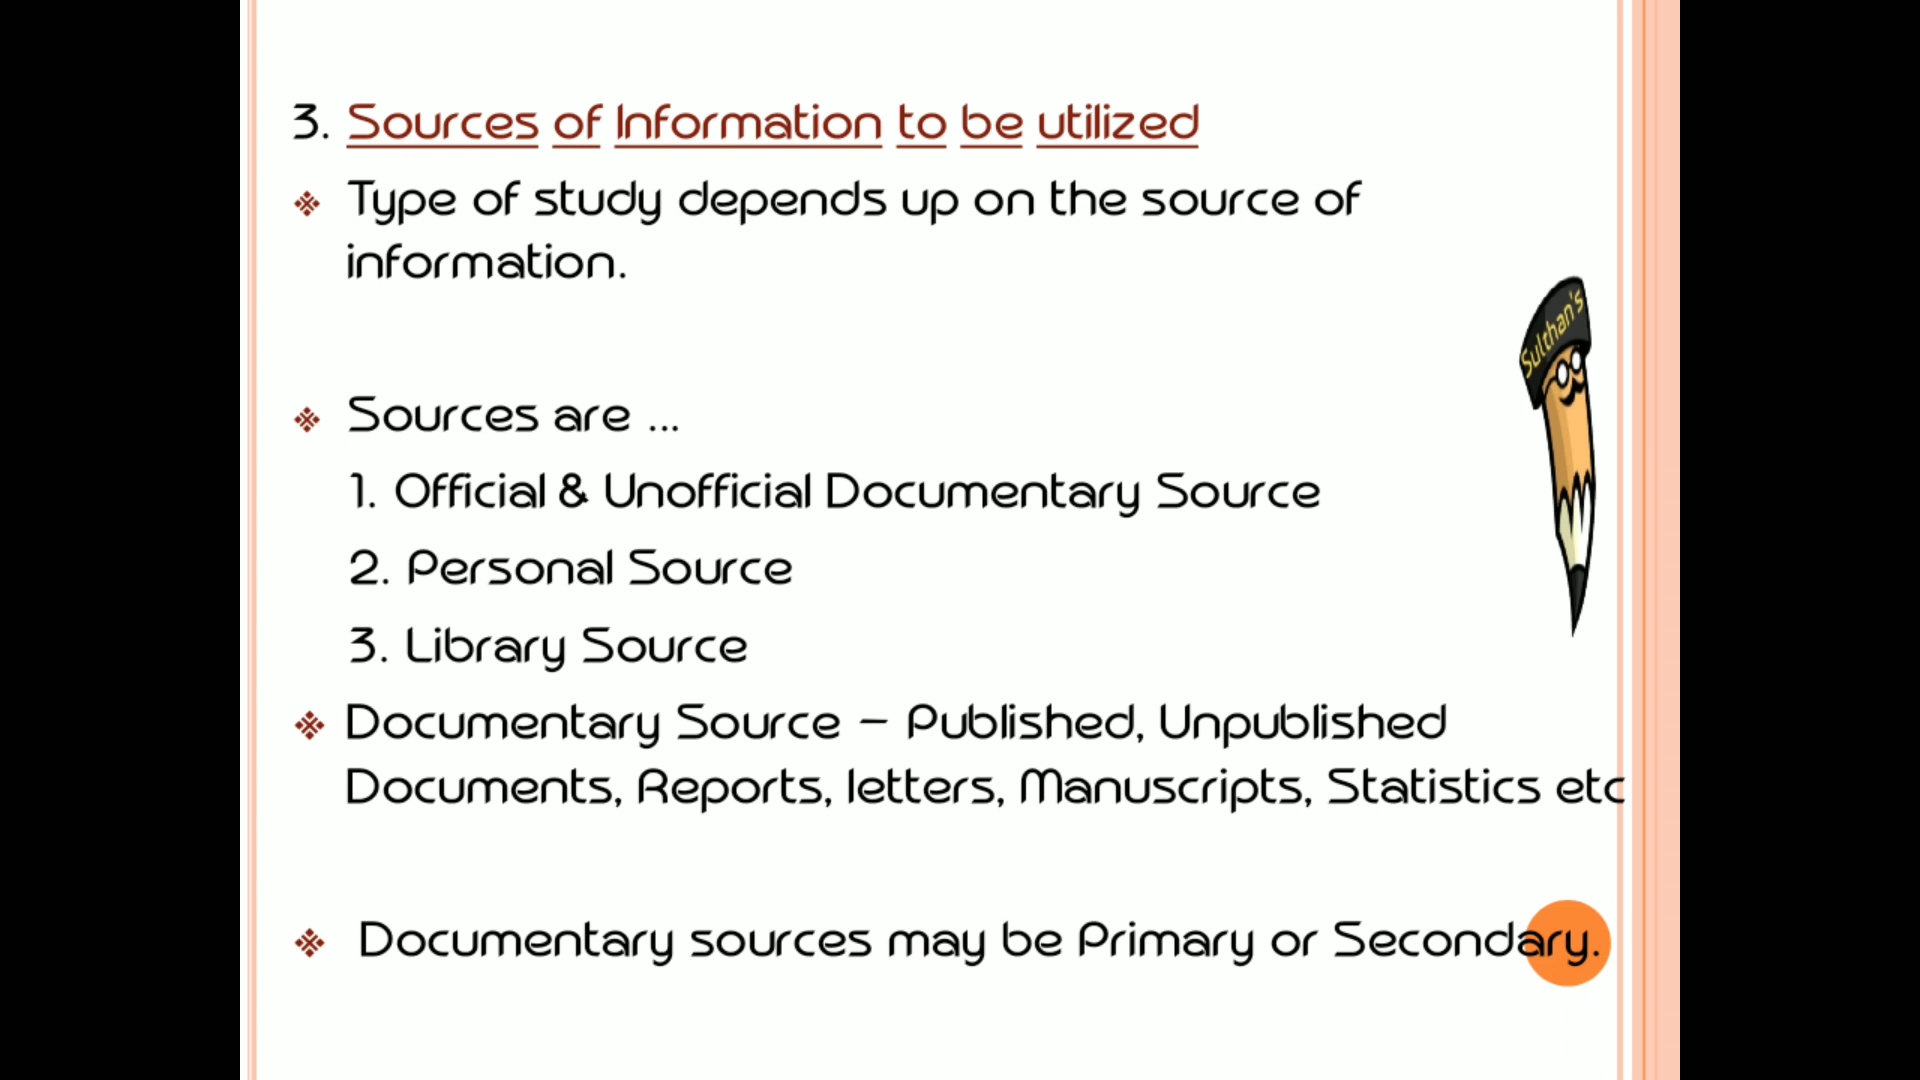 3. Sources of Information to be utilized
Type of study depends up on the source of
information.
Sulthan's
Sources are ...
1. Official & Unofficial Documentary Source
2. Personal Source
3. Library Source
Documentary Source – Published, Unpublished
Documents, Reports, letters, Manuscripts, Statistics etc
Documentary sources may be Primary or Secondary.